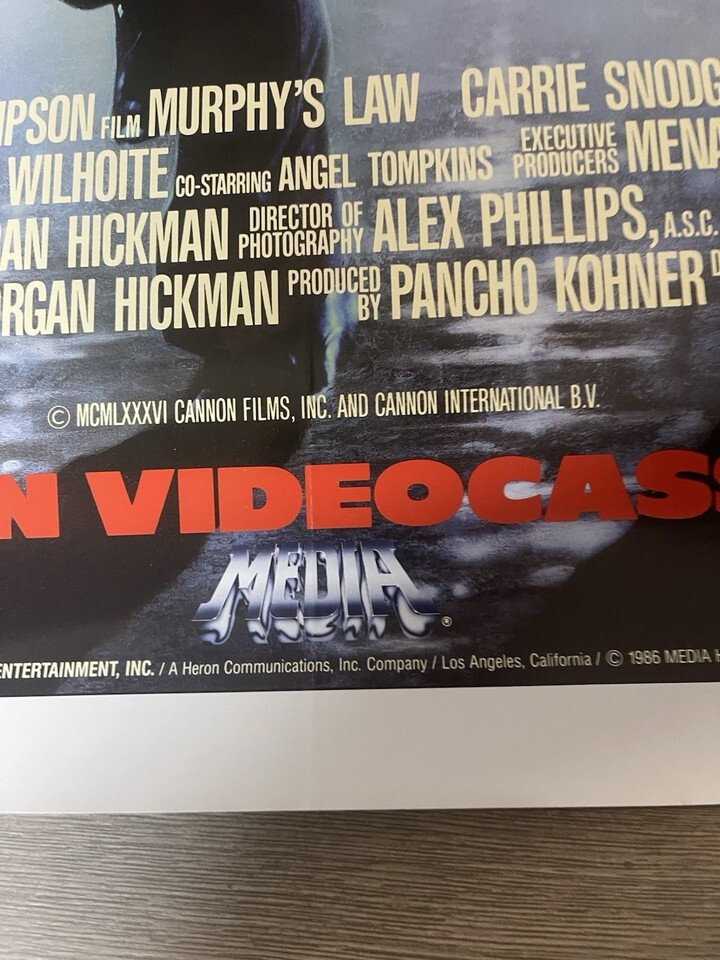 MPSON FILM MURPHY'S LAW CARRIE SNODG
WILHOITE CO-STARRING ANGEL TOMPKINS EXECUTIVE PRODUCERS MENA
AN HICKMAN DIRECTOR OF PHOTOGRAPHY ALEX PHILLIPS, A.S.C.
RGAN HICKMAN PRODUCED BY PANCHO KOHNER D
© MCMLXXXVI CANNON FILMS, INC. AND CANNON INTERNATIONAL B.V.
N VIDEOCASS
MEDIA ®
ENTERTAINMENT, INC. / A Heron Communications, Inc. Company / Los Angeles, California / © 1986 MEDIA H